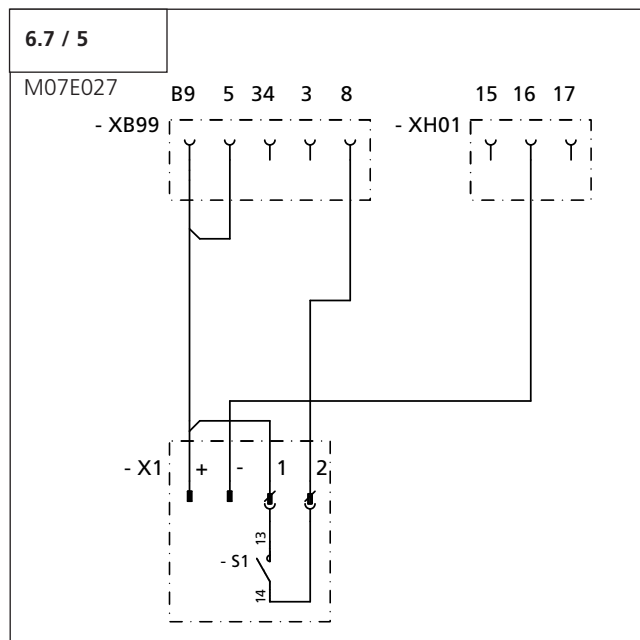 6.7 / 5
M07E027
B9 5 34 3 8 15 16 17
- XB99 - XH01
- X1 + - 1 2
13
- S1
14